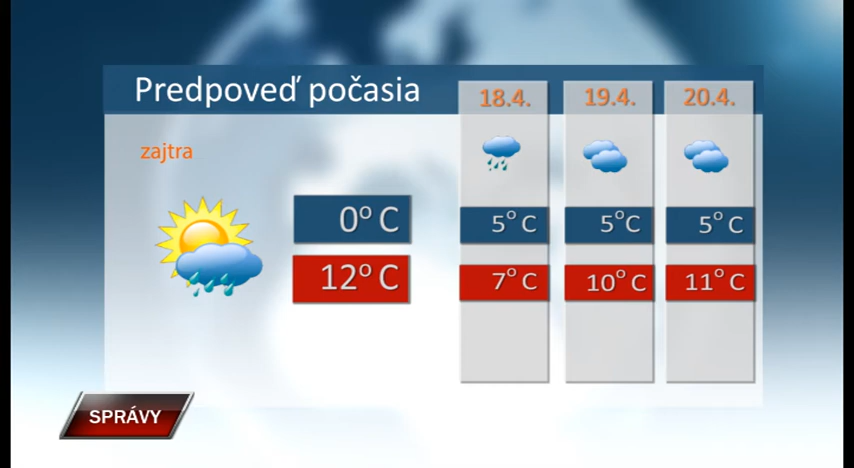 Predpoveď počasia
zajtra
0° C
12° C
18.4. 19.4. 20.4.
5° C 5°C 5° C
7° C 10° C 11° C
SPRÁVY